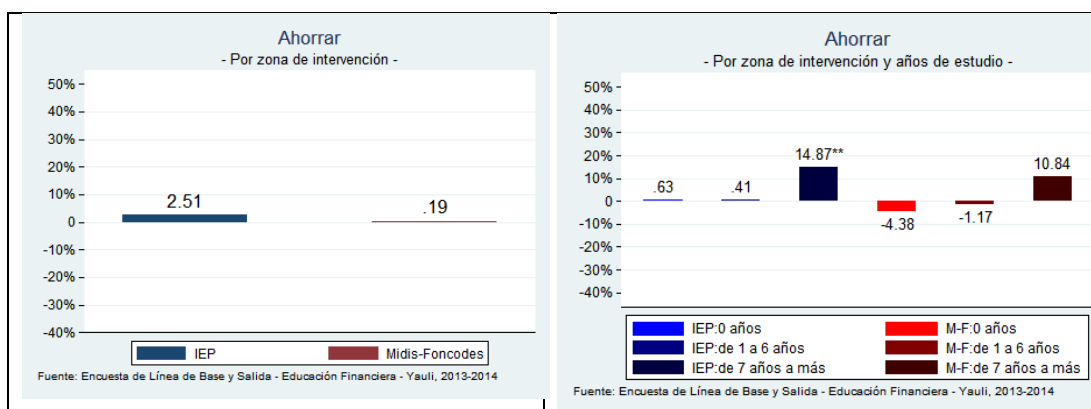 Ahorrar
- Por zona de intervención -
50%
40%
30%
20%
10%
0
-10%
-20%
-30%
-40%
2.51
.19
IEP
Midis-Foncodes
Fuente: Encuesta de Línea de Base y Salida - Educación Financiera - Yauli, 2013-2014
Ahorrar
- Por zona de intervención y años de estudio -
50%
40%
30%
20%
10%
0
-10%
-20%
-30%
-40%
.63
.41
14.87**
-4.38
-1.17
10.84
IEP:0 años
M-F:0 años
IEP:de 1 a 6 años
M-F:de 1 a 6 años
IEP:de 7 años a más
M-F:de 7 años a más
Fuente: Encuesta de Línea de Base y Salida - Educación Financiera - Yauli, 2013-2014